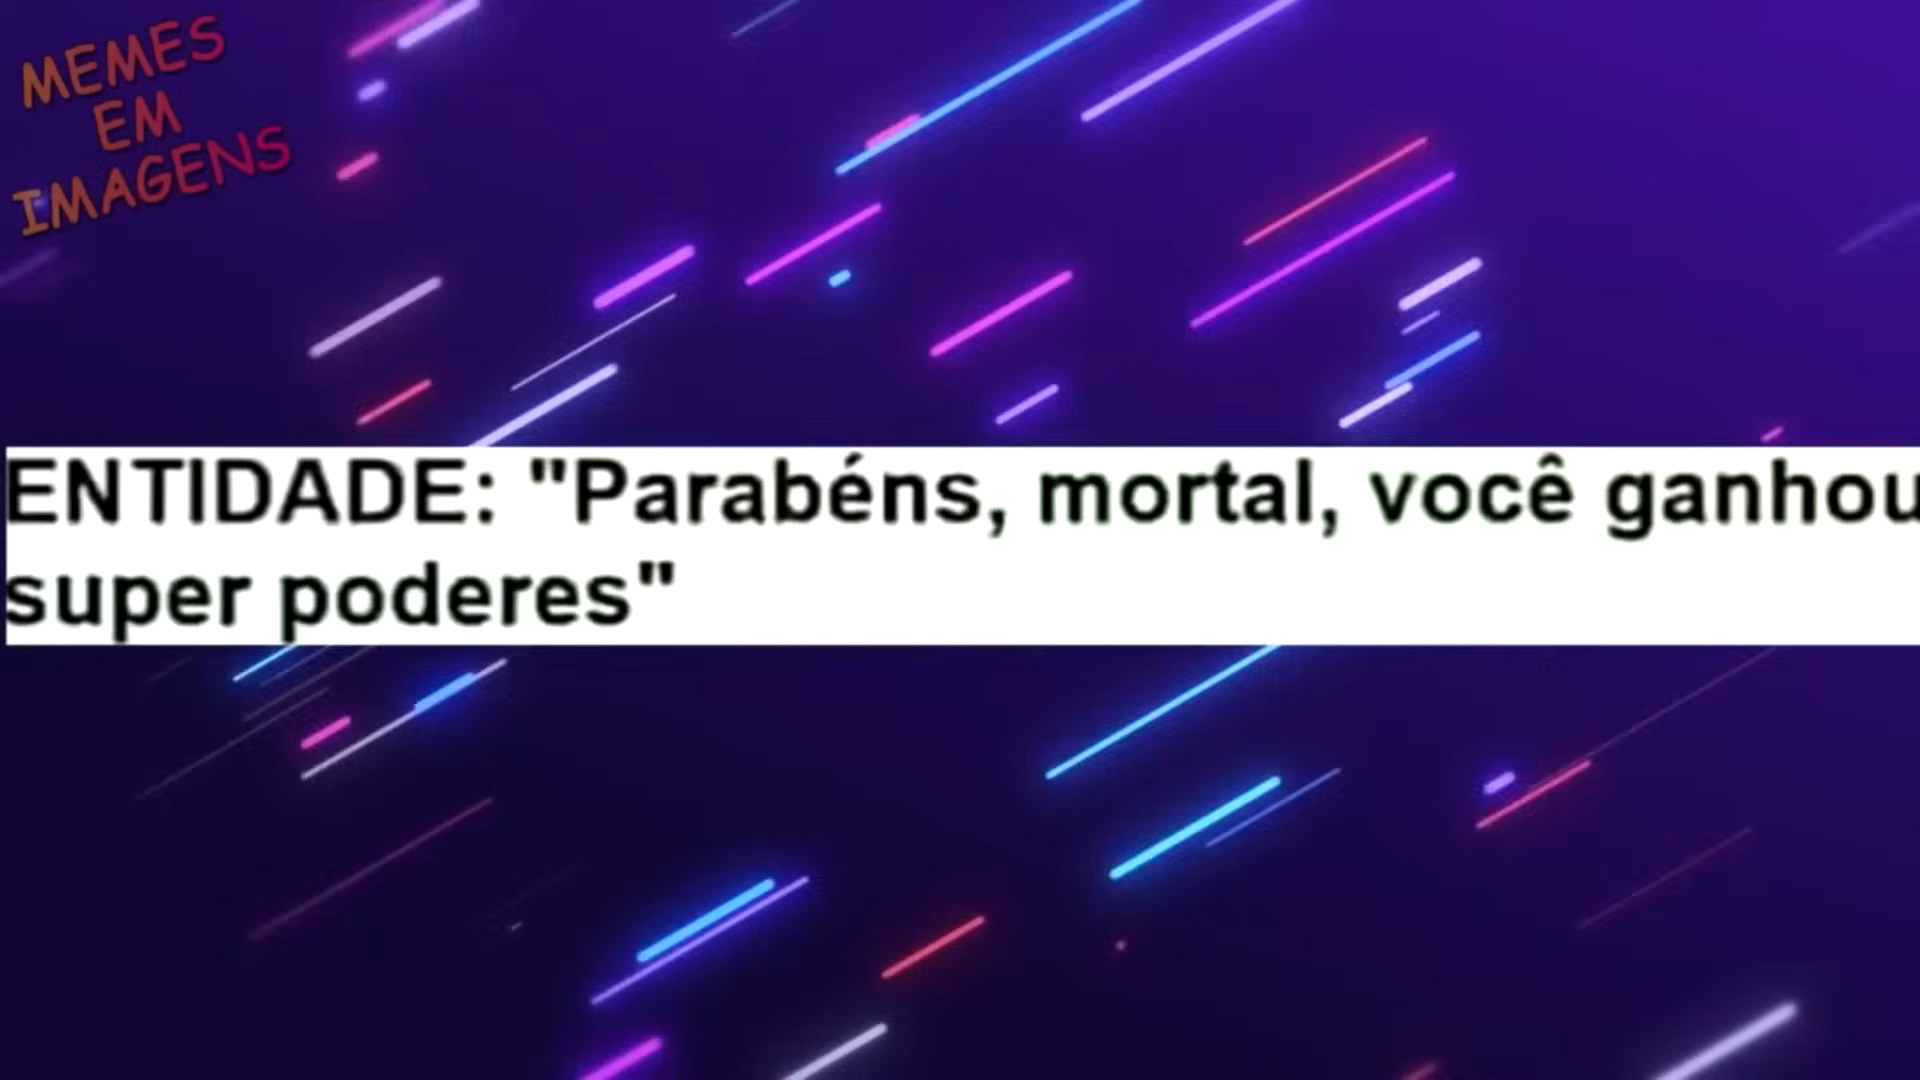 MEMES
EM
IMAGENS
ENTIDADE: "Parabéns, mortal, você ganhou
super poderes"